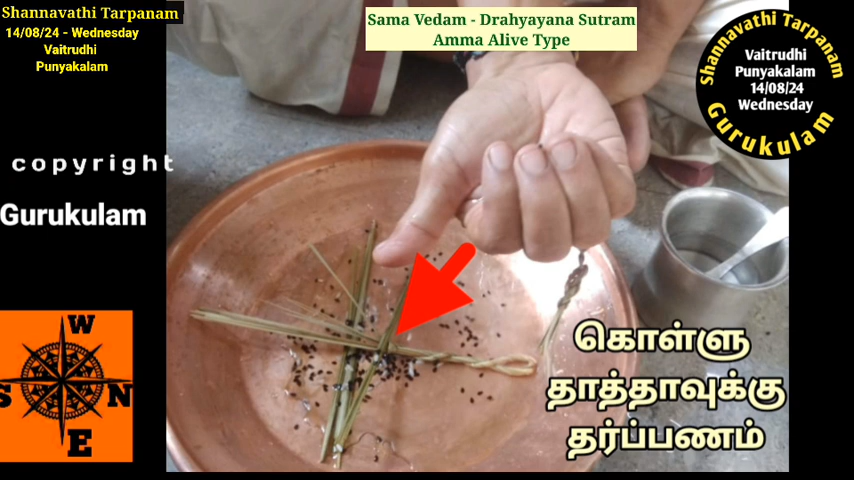 Shannavathi Tarpanam
14/08/24 - Wednesday
Vaitrudhi
Punyakalam
Sama Vedam - Drahyayana Sutram
Amma Alive Type
Shannavathi Tarpanam
Vaitrudhi
Punyakalam
14/08/24
Wednesday
Gurukulam
copyright
Gurukulam
W
S
N
E
கொள்ளு
தாத்தாவுக்கு
தர்ப்பணம்